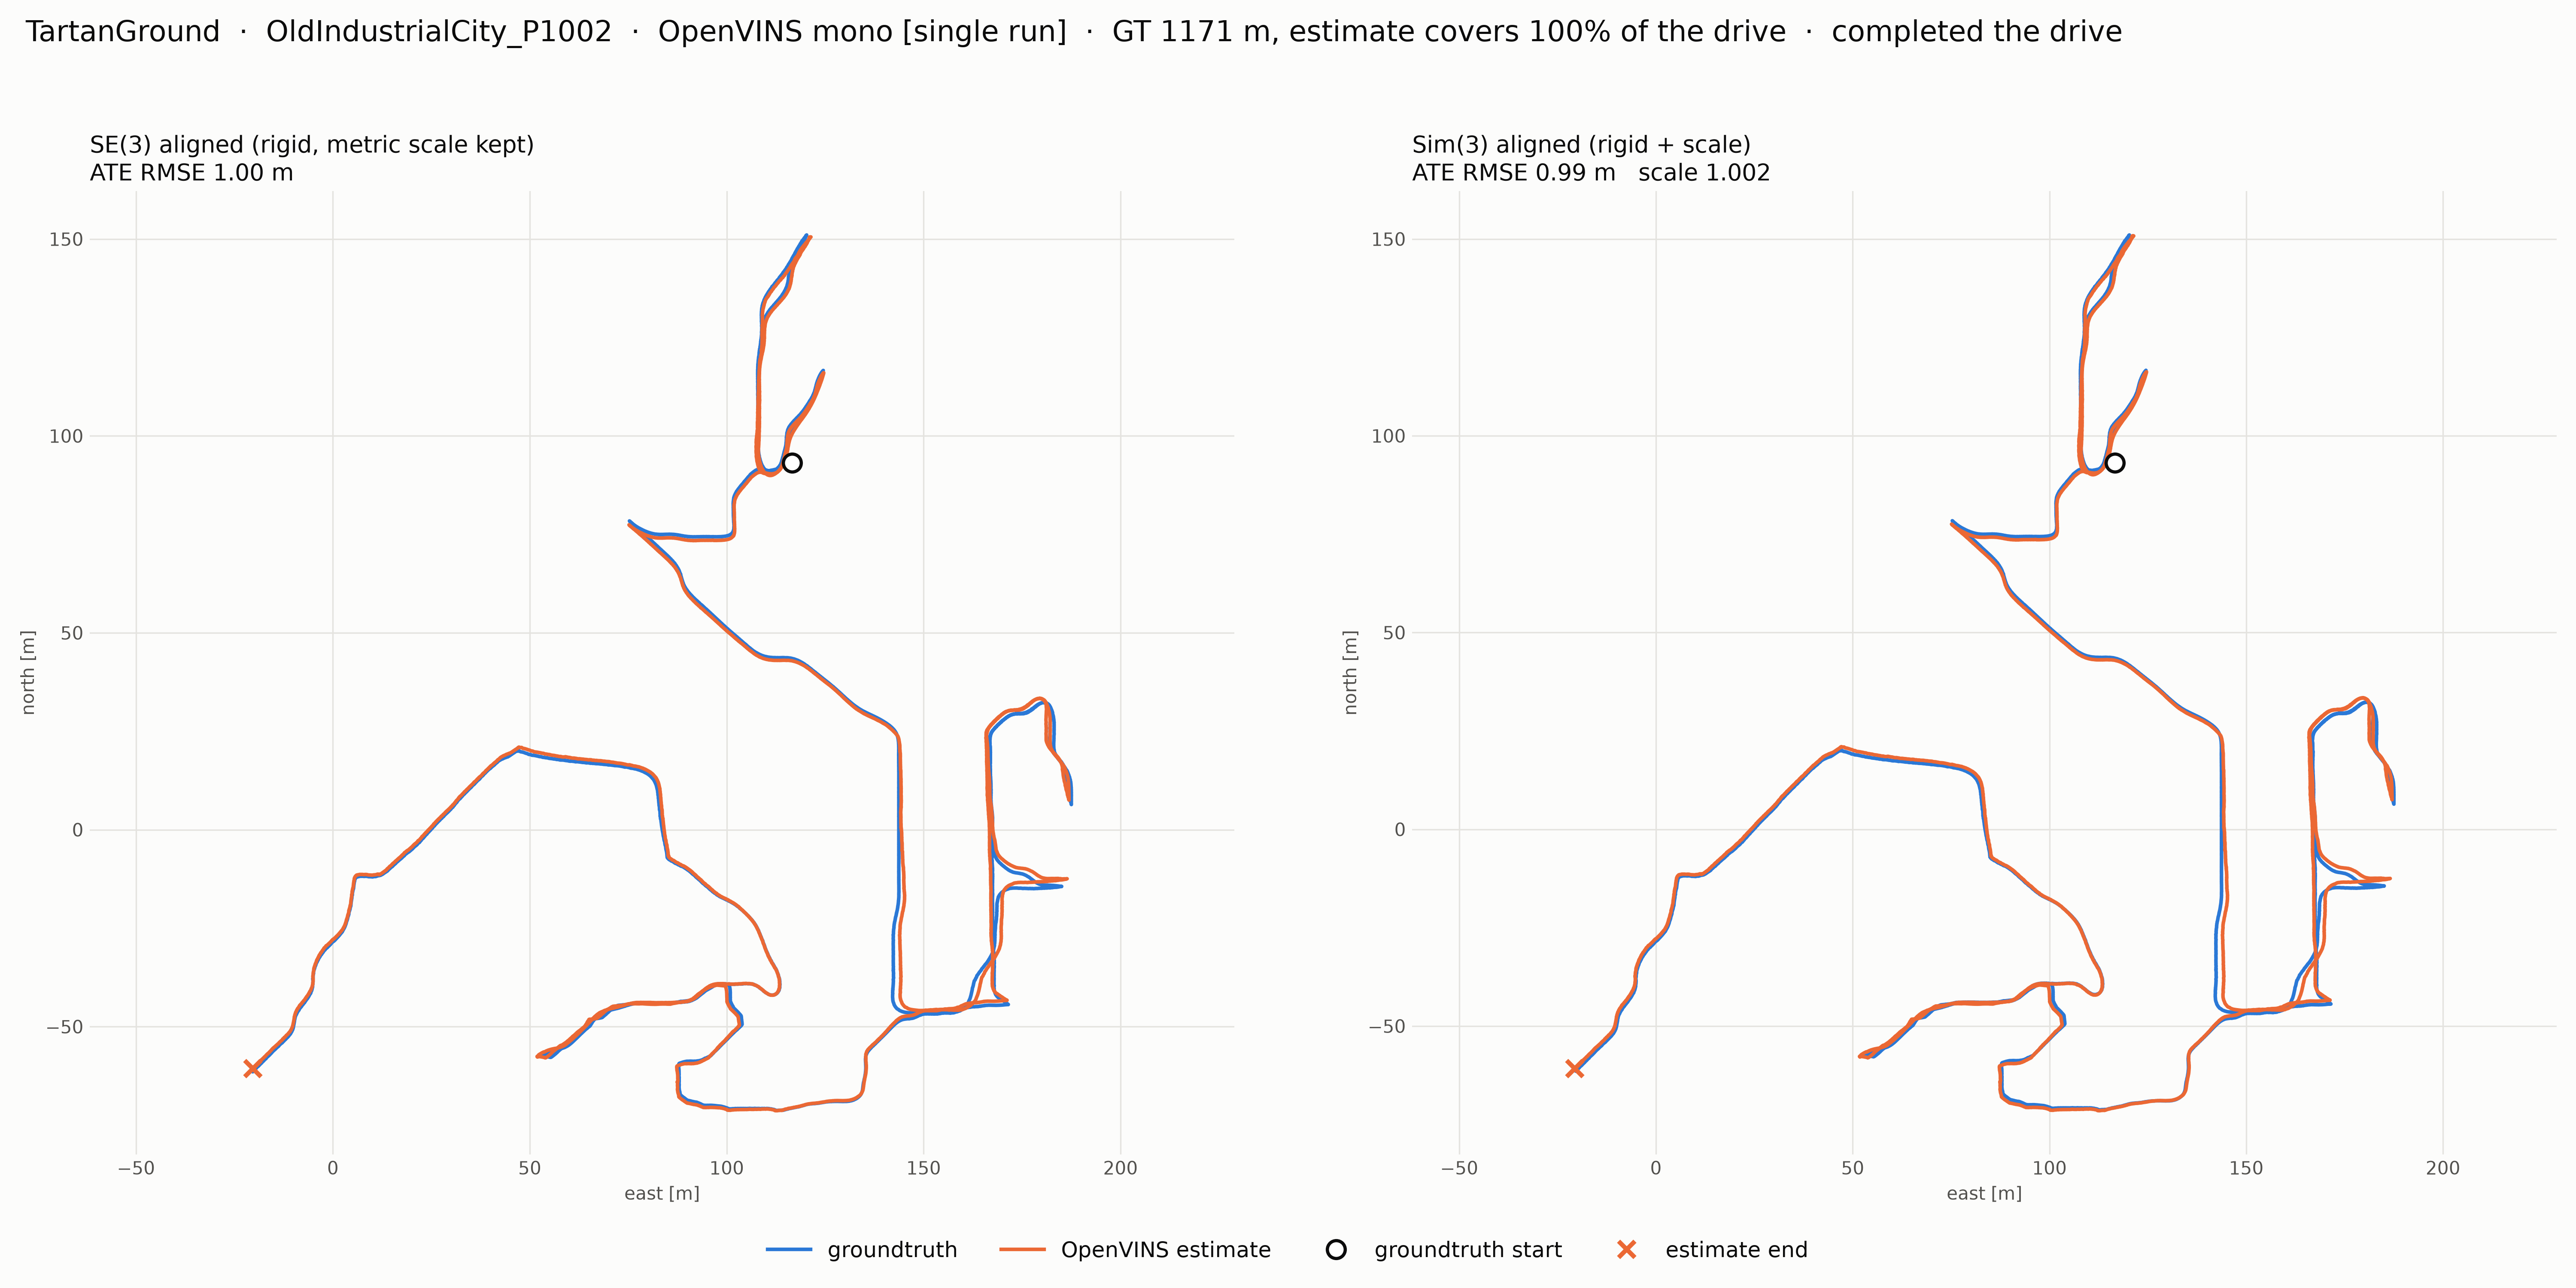 TartanGround · OldIndustrialCity_P1002 · OpenVINS mono [single run] · GT 1171 m, estimate covers 100% of the drive · completed the drive
SE(3) aligned (rigid, metric scale kept)
ATE RMSE 1.00 m
150
100
50
0
−50
−50
0
50
100
150
200
north [m]
east [m]
Sim(3) aligned (rigid + scale)
ATE RMSE 0.99 m scale 1.002
150
100
50
0
−50
−50
0
50
100
150
200
north [m]
east [m]
groundtruth
OpenVINS estimate
groundtruth start
estimate end